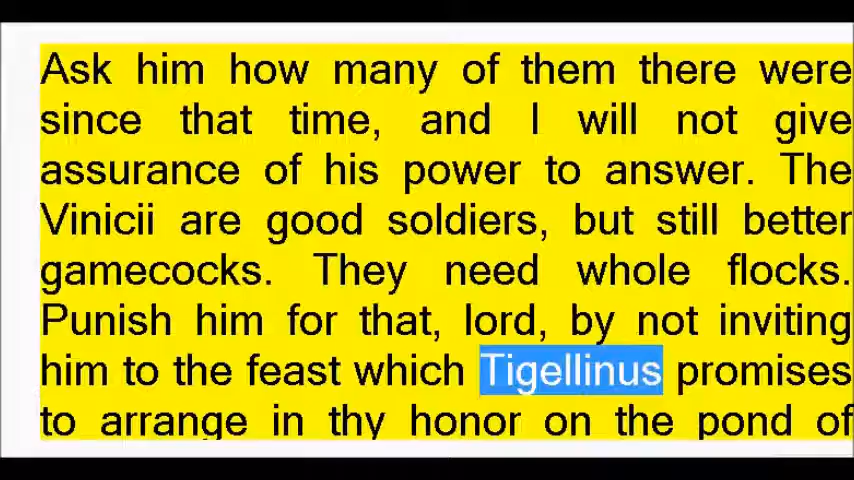 Ask him how many of them there were
since that time, and I will not give
assurance of his power to answer. The
Vinicii are good soldiers, but still better
gamecocks. They need whole flocks.
Punish him for that, lord, by not inviting
him to the feast which Tigellinus promises
to arrange in thy honor on the pond of